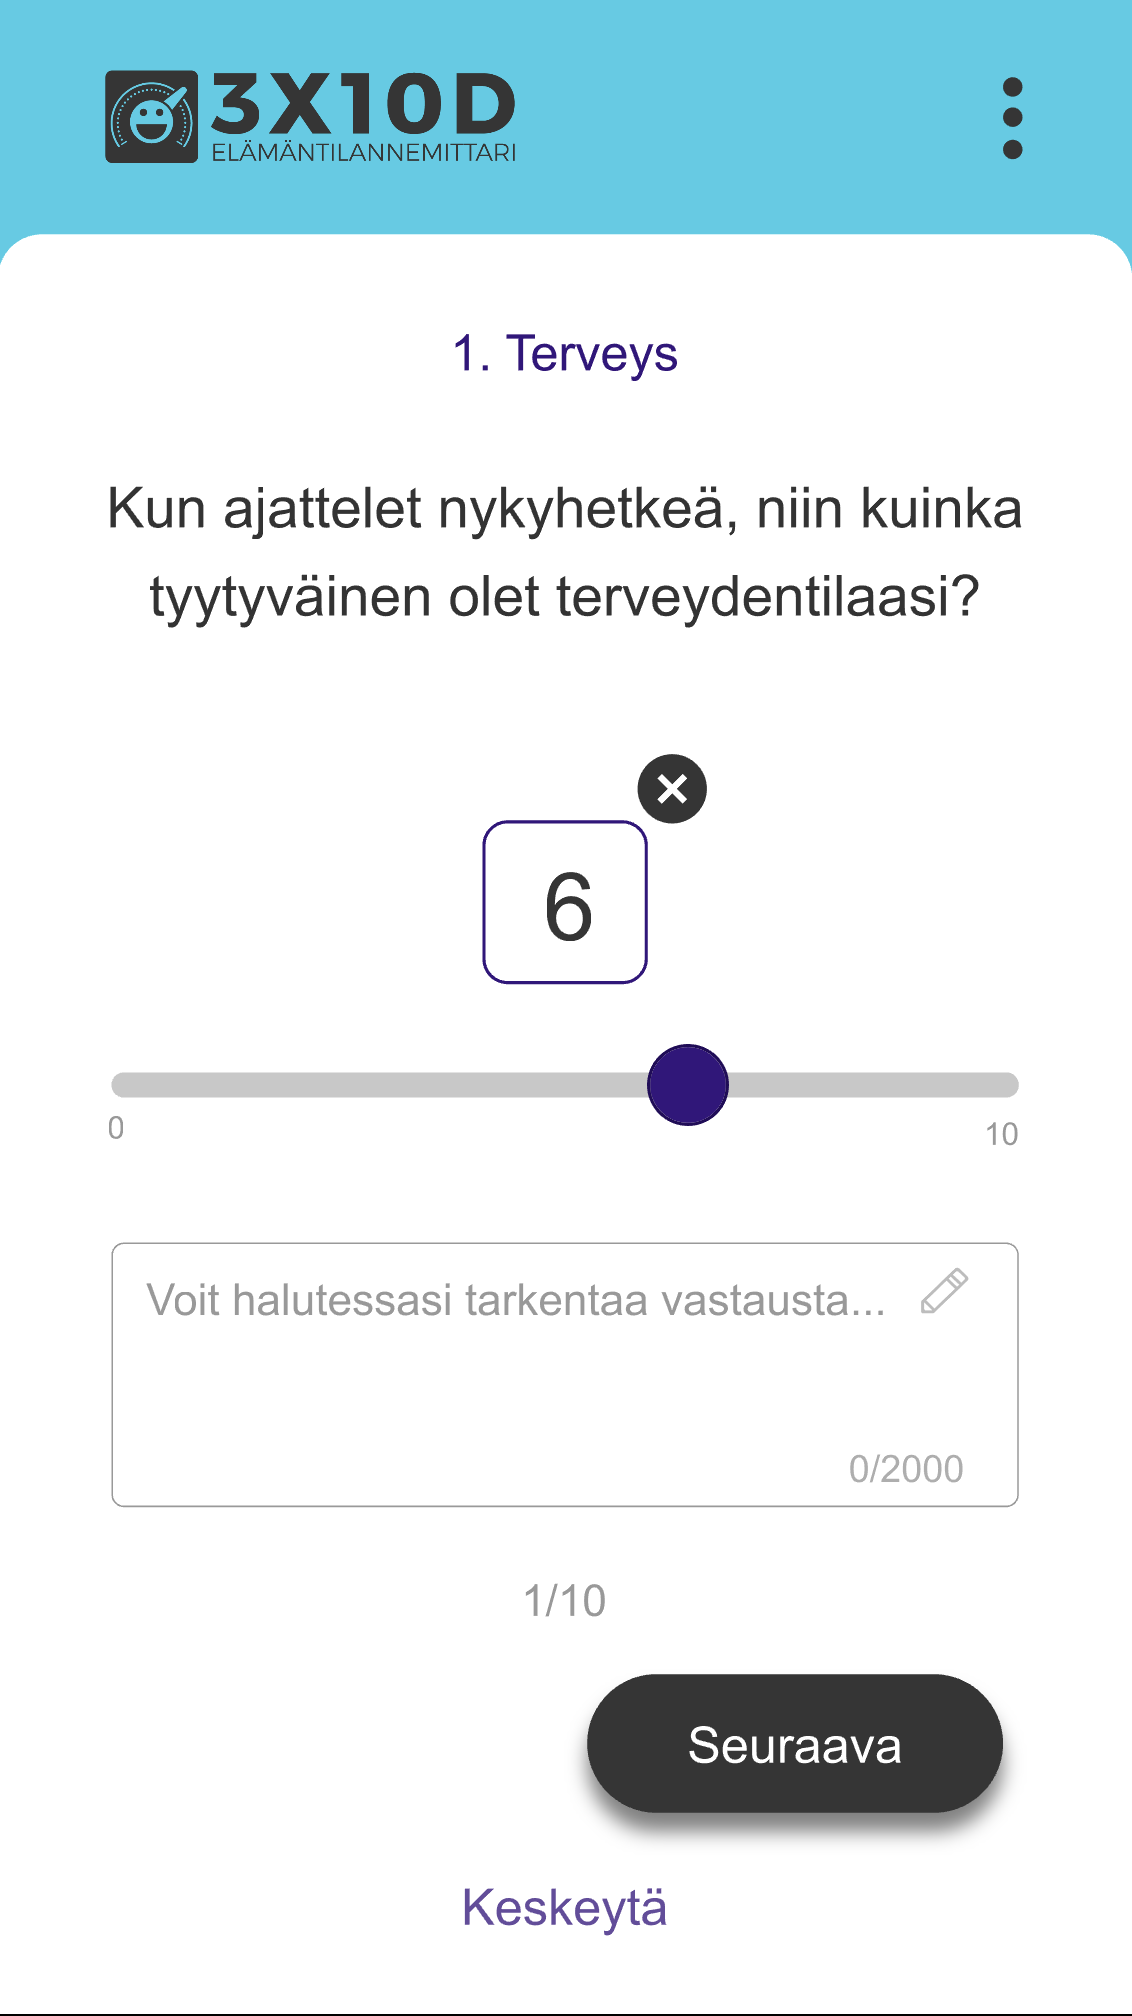 3X10D
ELÄMÄNTILANNEMITTARI
1. Terveys
Kun ajattelet nykyhetkeä, niin kuinka
tyytyväinen olet terveydentilaasi?
6
0
10
Voit halutessasi tarkentaa vastausta...
0/2000
1/10
Seuraava
Keskeytä